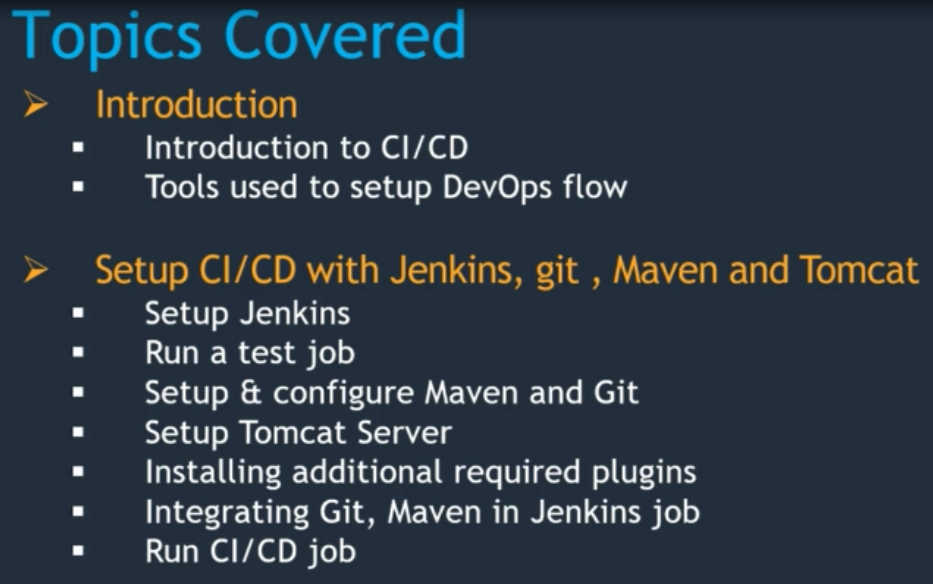 Topics Covered
➢ Introduction
▪ Introduction to CI/CD
▪ Tools used to setup DevOps flow
➢ Setup CI/CD with Jenkins, git , Maven and Tomcat
▪ Setup Jenkins
▪ Run a test job
▪ Setup & configure Maven and Git
▪ Setup Tomcat Server
▪ Installing additional required plugins
▪ Integrating Git, Maven in Jenkins job
▪ Run CI/CD job